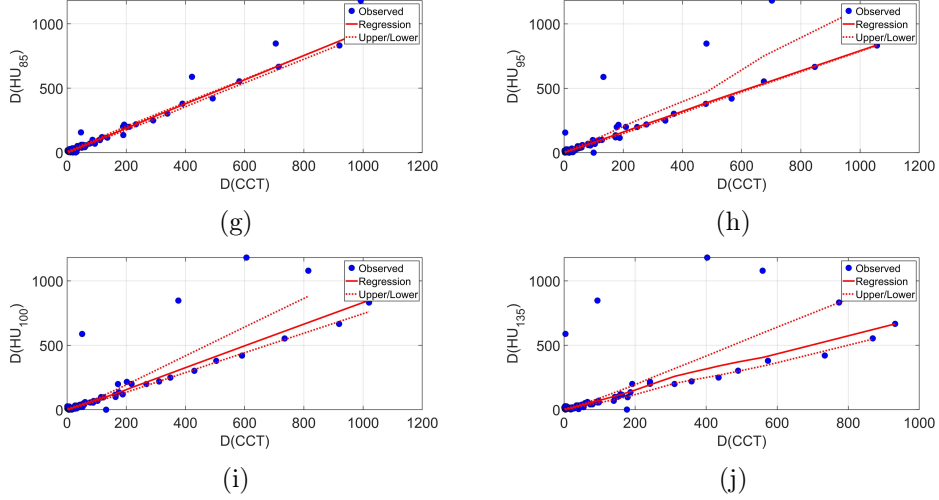 1000
500
0
D(HU85)
0 200 400 600 800 1000 1200
D(CCT)
Observed
Regression
Upper/Lower
(g)
1000
500
0
D(HU95)
0 200 400 600 800 1000 1200
D(CCT)
Observed
Regression
Upper/Lower
(h)
1000
500
0
D(HU100)
0 200 400 600 800 1000 1200
D(CCT)
Observed
Regression
Upper/Lower
(i)
1000
500
0
D(HU135)
0 200 400 600 800 1000
D(CCT)
Observed
Regression
Upper/Lower
(j)